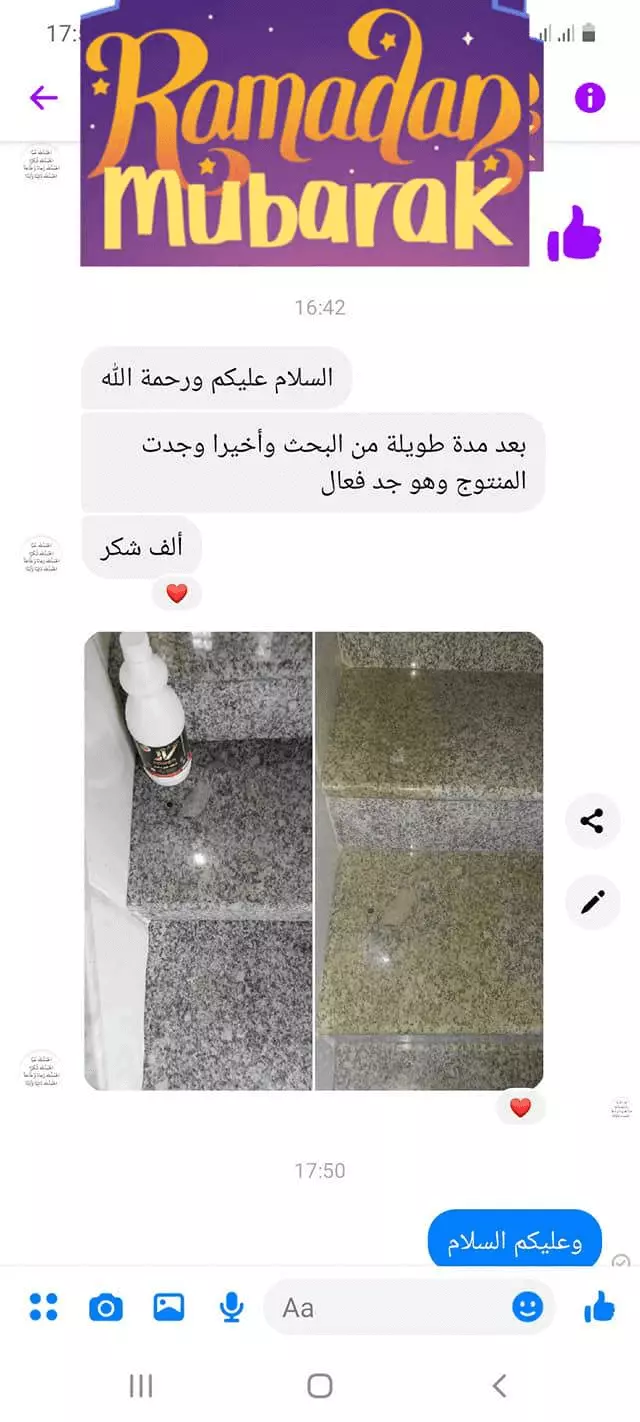 17:
Ramadan
Mubarak
16:42
السلام عليكم ورحمة الله
بعد مدة طويلة من البحث وأخيرا وجدت
المنتوج وهو جد فعال
ألف شكر
17:50
وعليكم السلام
Aa